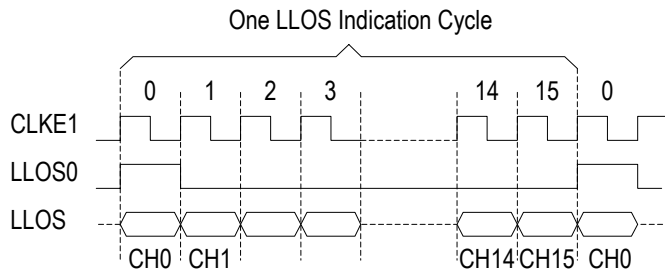 One LLOS Indication Cycle
0 1 2 3 14 15 0
CLKE1
LLOS0
LLOS
CH0 CH1 CH14 CH15 CH0